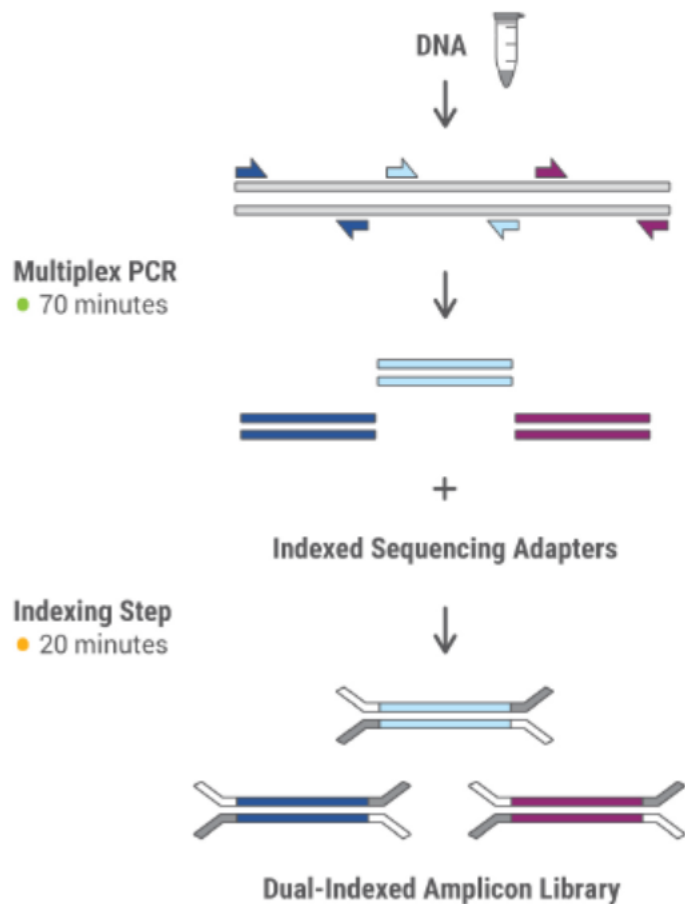 DNA
Multiplex PCR
70 minutes
+
Indexed Sequencing Adapters
Indexing Step
20 minutes
Dual-Indexed Amplicon Library